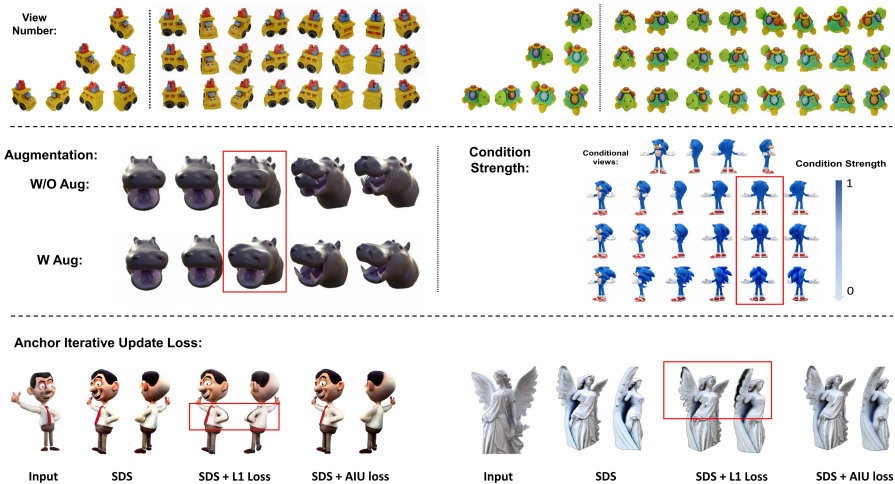 View
Number:
Augmentation:
W/O Aug:
W Aug:
Condition
Strength:
Conditional
views:
Condition Strength
1
0
Anchor Iterative Update Loss:
Input
SDS
SDS + L1 Loss
SDS + AIU loss
Input
SDS
SDS + L1 Loss
SDS + AIU loss